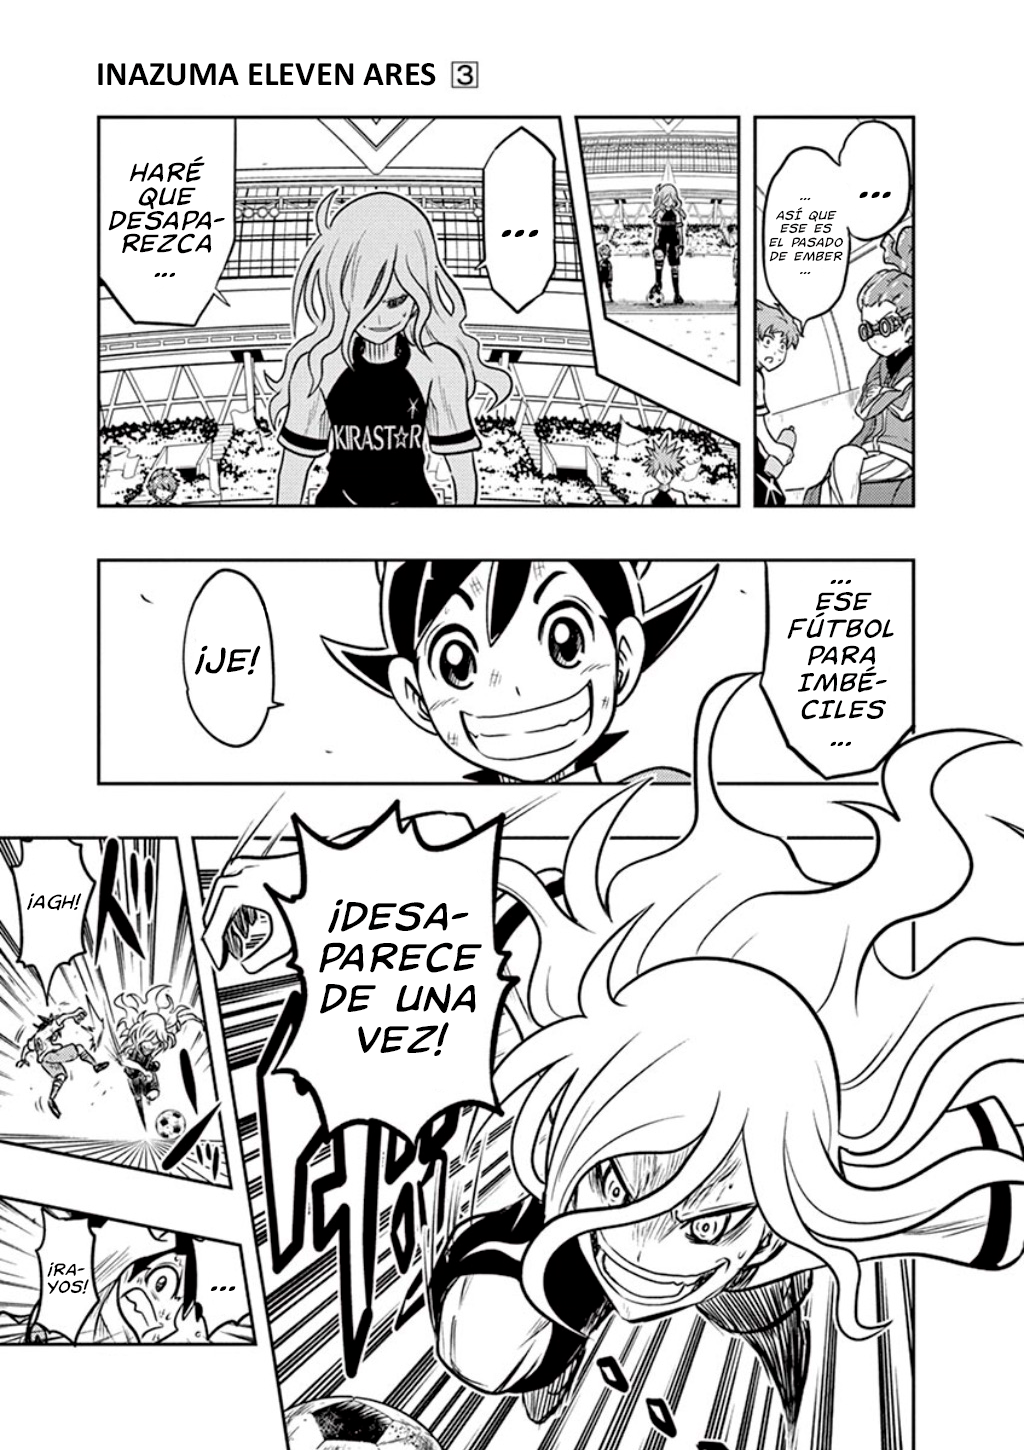 INAZUMA ELEVEN ARES 3
...
...
ASÍ QUE
ESE ES
EL PASADO
DE EMBER
...
...
HARÉ
QUE
DESAPA-
REZCA
...
KIRAST☆R
...
ESE
FÚTBOL
PARA
IMBÉ-
CILES
...
¡JE!
¡DESA-
PARECE
DE UNA
VEZ!
¡AGH!
...
¡RA-
YOS!